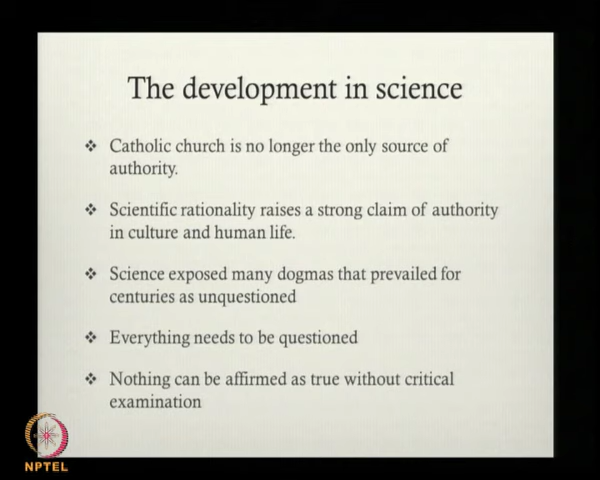 The development in science
❖ Catholic church is no longer the only source of
authority.
❖ Scientific rationality raises a strong claim of authority
in culture and human life.
❖ Science exposed many dogmas that prevailed for
centuries as unquestioned
❖ Everything needs to be questioned
❖ Nothing can be affirmed as true without critical
examination
NPTEL